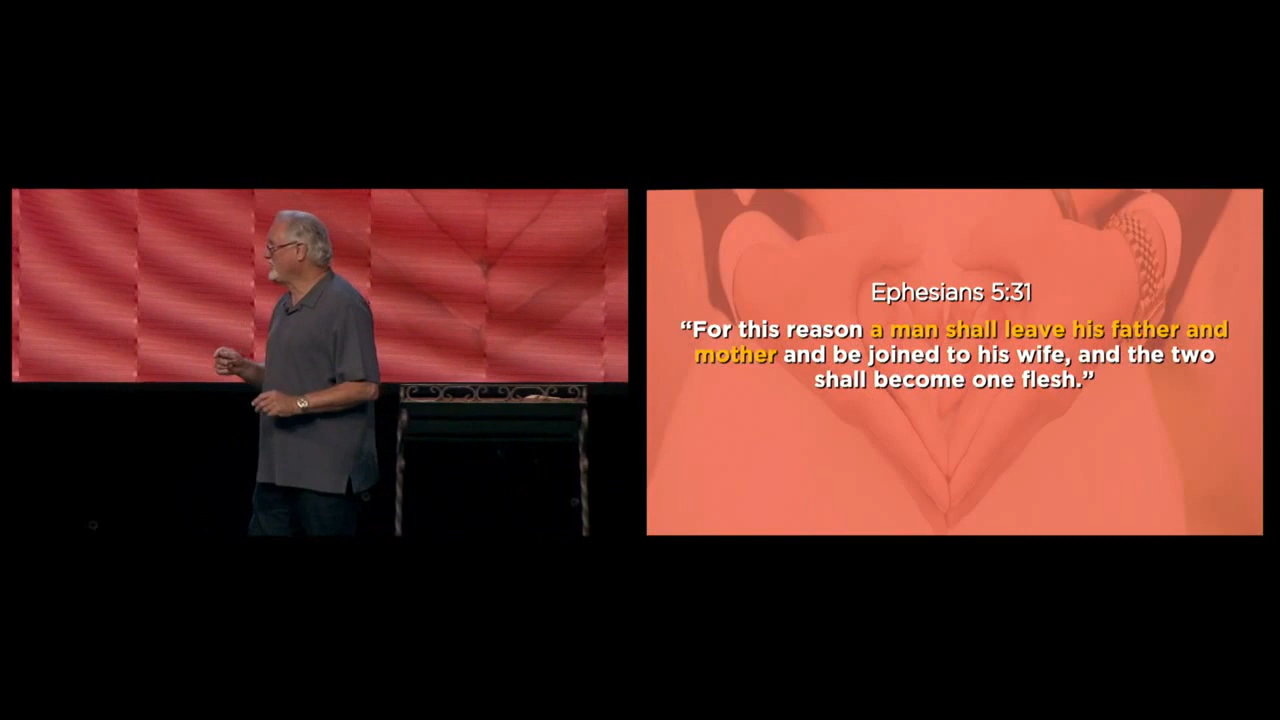 Ephesians 5:31
“For this reason a man shall leave his father and
mother and be joined to his wife, and the two
shall become one flesh.”